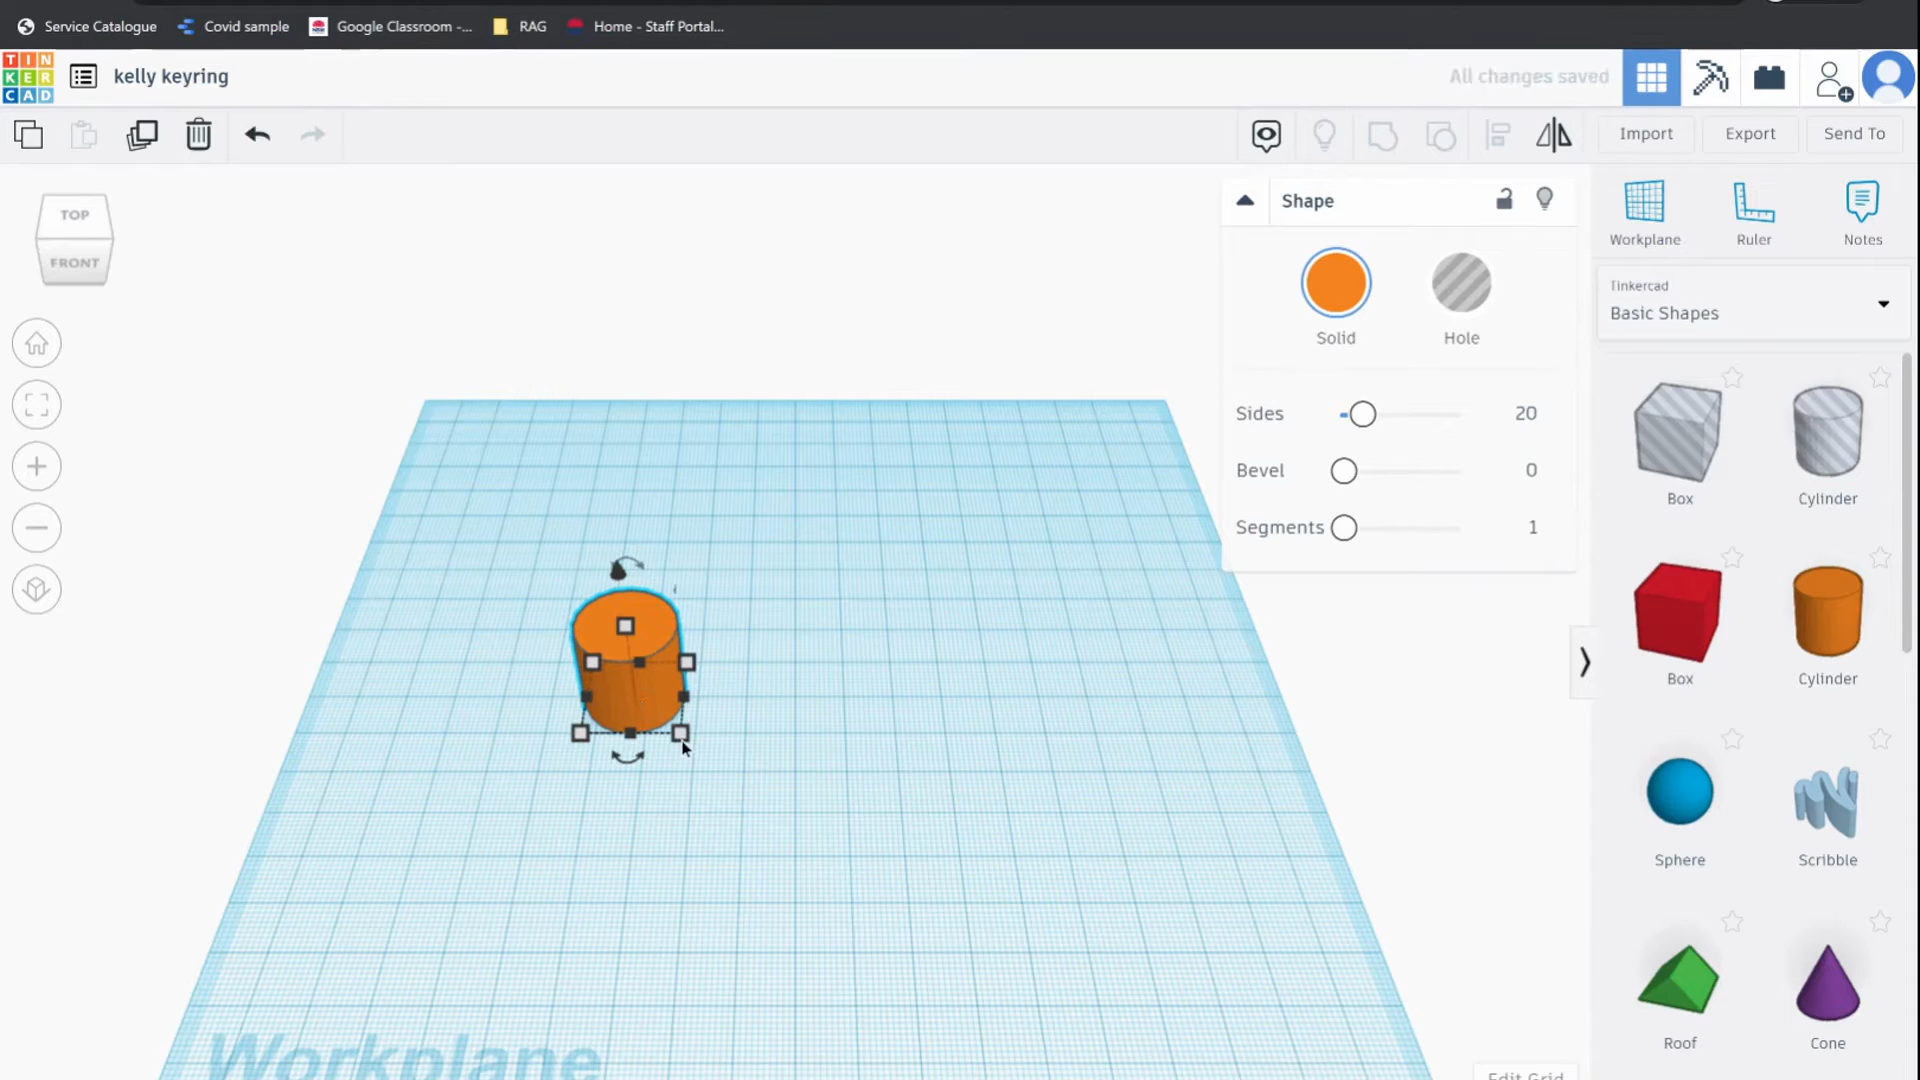 Service Catalogue Covid sample Google Classroom -... RAG Home - Staff Portal...
TIN
KER
CAD
kelly keyring All changes saved
Import Export Send To
TOP
FRONT
Shape
Workplane Ruler Notes
Solid Hole
Tinkercad
Basic Shapes
Sides 20
Bevel 0
Segments 1
Box Cylinder
Box Cylinder
Sphere Scribble
Roof Cone
Workplane
Edit Grid